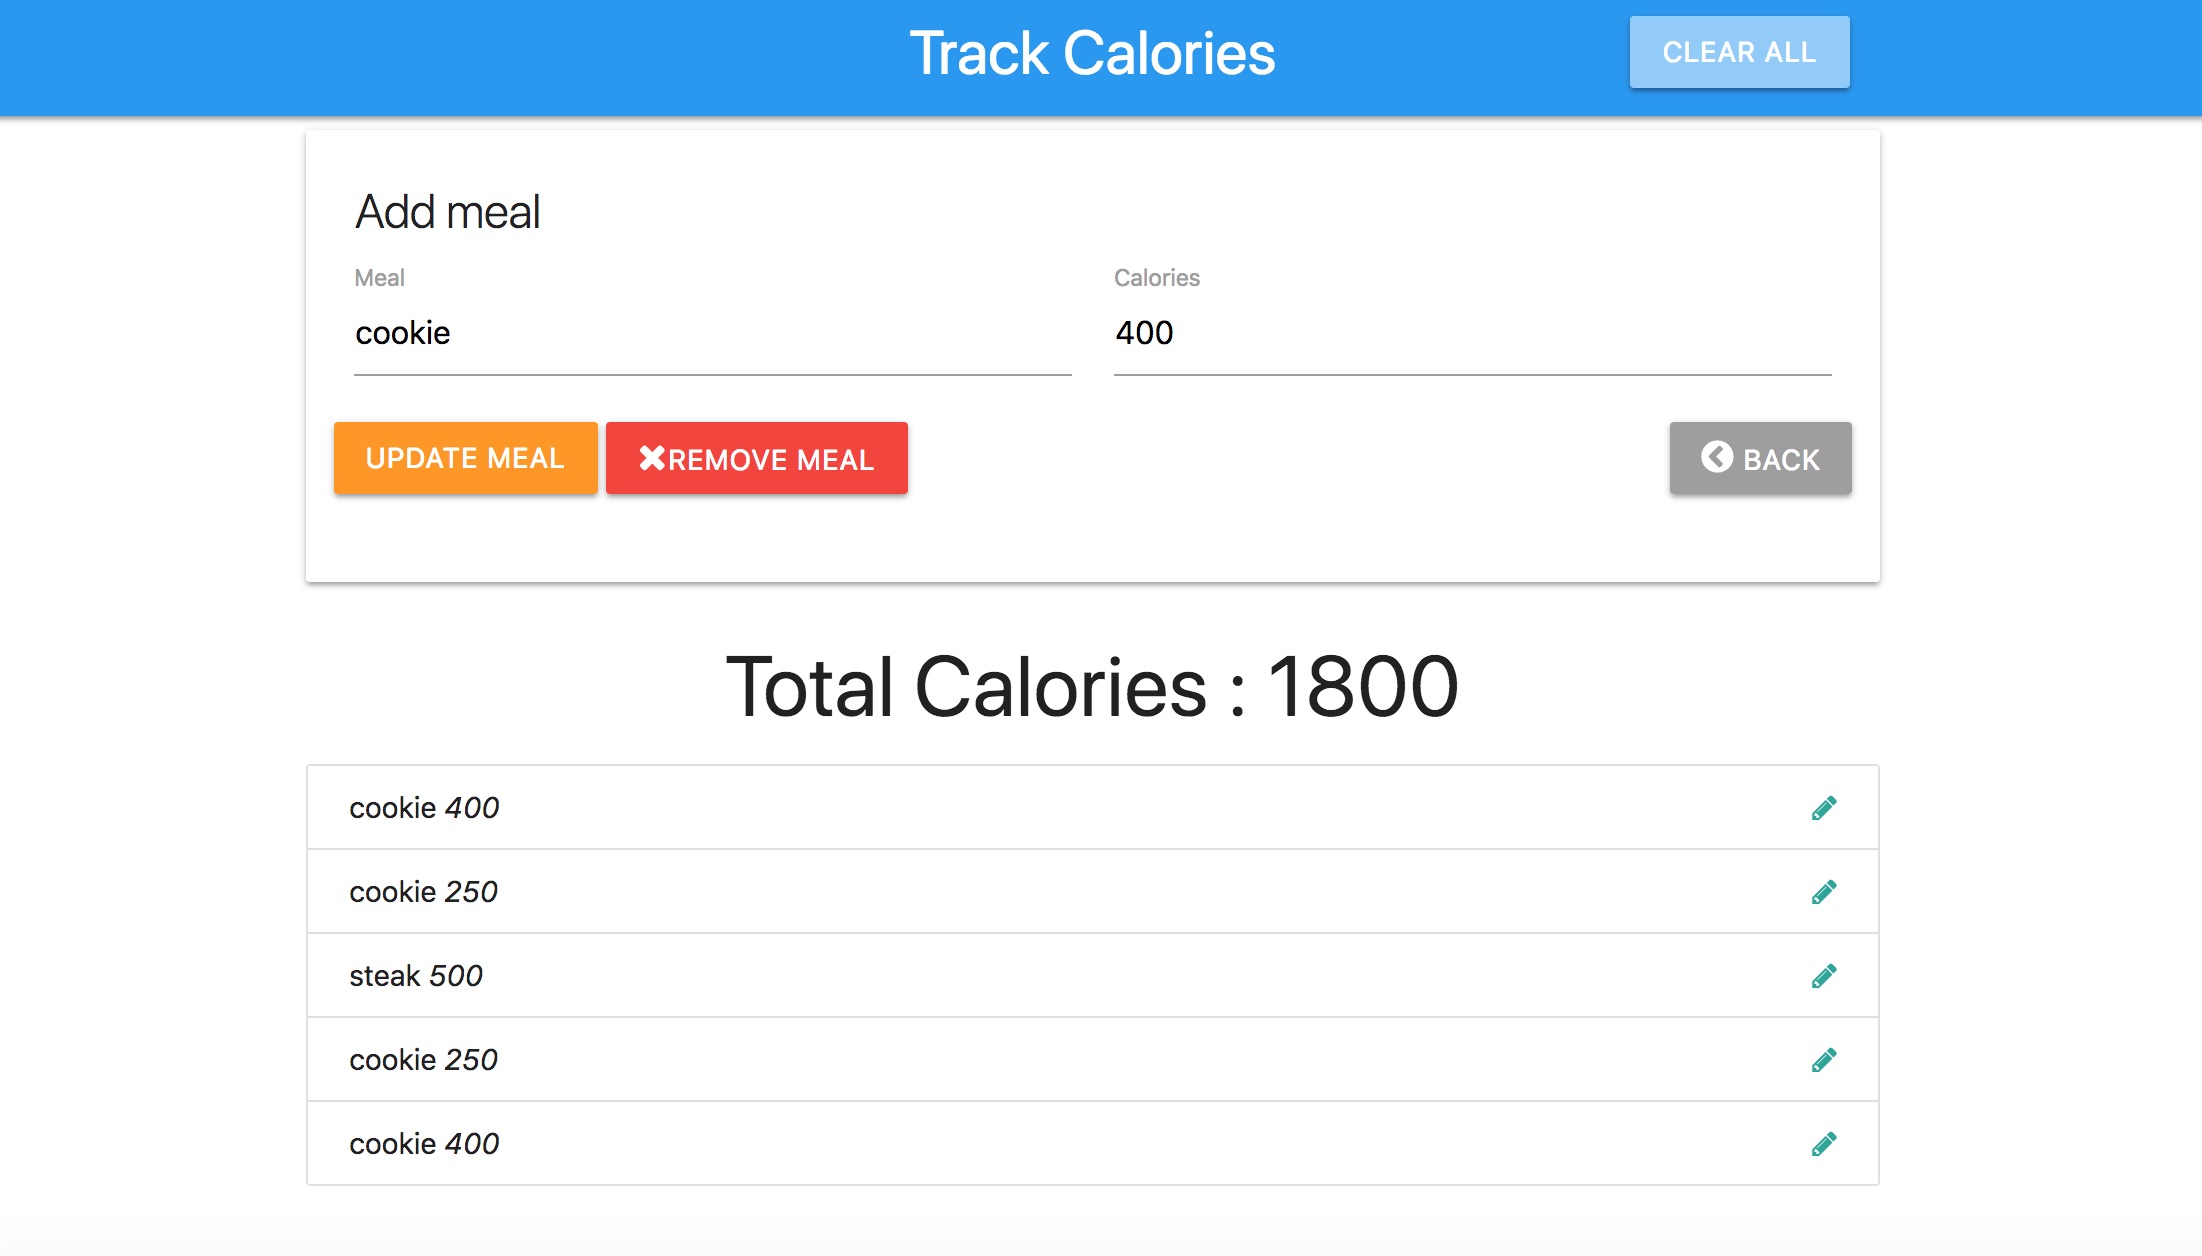 Track Calories
CLEAR ALL
Add meal
Meal
Calories
cookie
400
UPDATE MEAL
REMOVE MEAL
BACK
Total Calories : 1800
cookie 400
cookie 250
steak 500
cookie 250
cookie 400